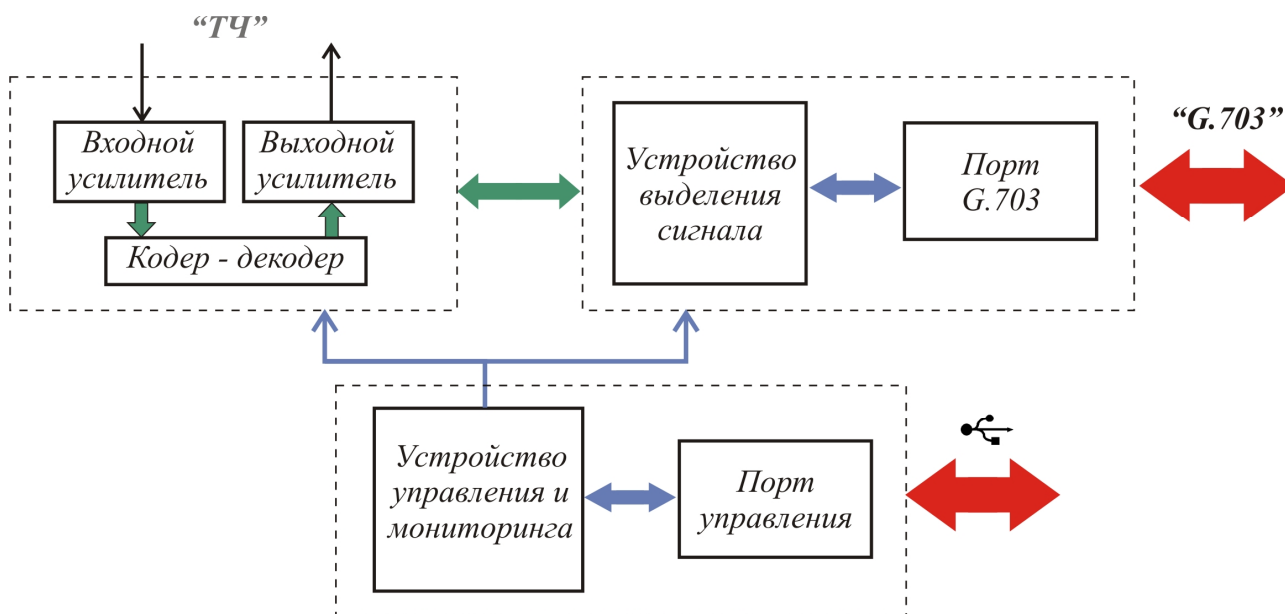 “ТЧ”
Входной
усилитель
Выходной
усилитель
Кодер - декодер
Устройство
выделения
сигнала
Порт
G.703
“G.703”
Устройство
управления и
мониторинга
Порт
управления